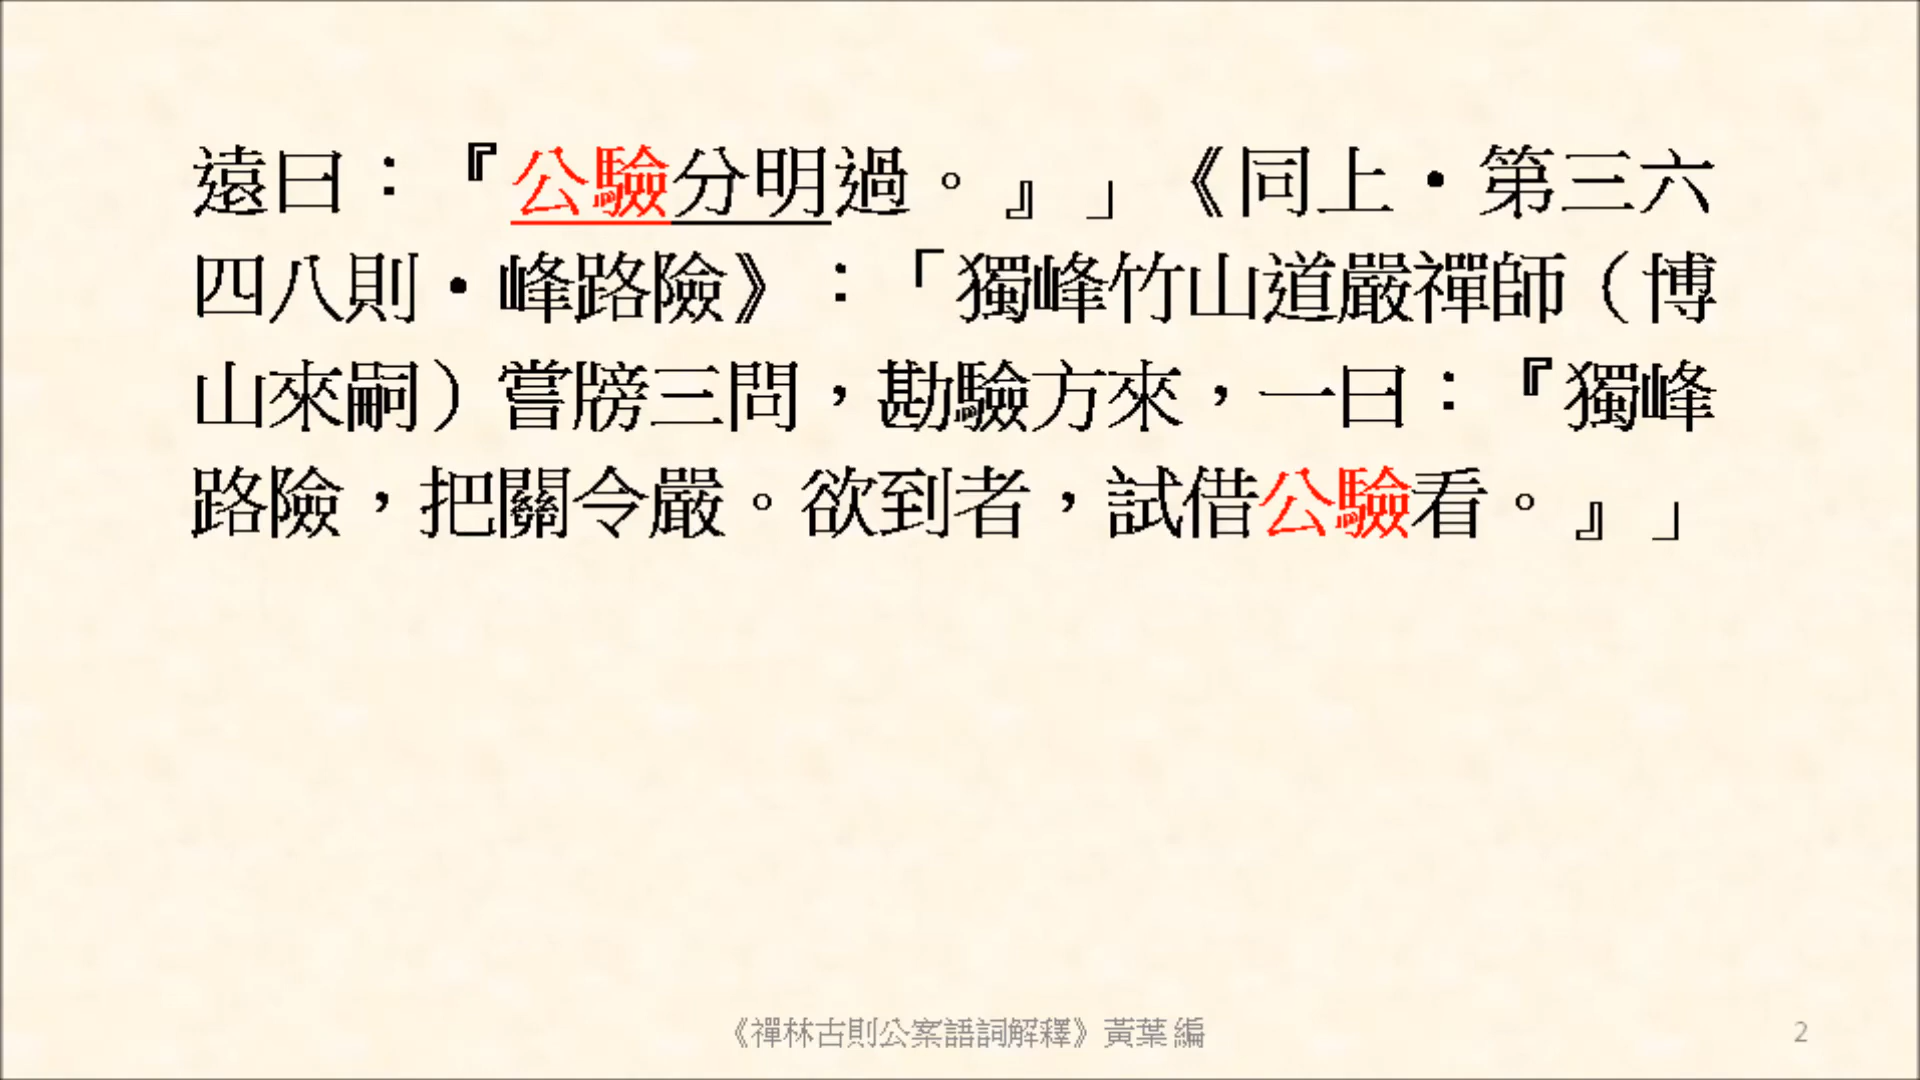 遠曰：『公驗分明過。』」《同上·第三六
四八則·峰路險》：「獨峰竹山道嚴禪師（博
山來嗣）嘗牓三問，勘驗方來，一曰：『獨峰
路險，把關令嚴。欲到者，試借公驗看。』」
《禪林古則公案語詞解釋》黃葉 編
2